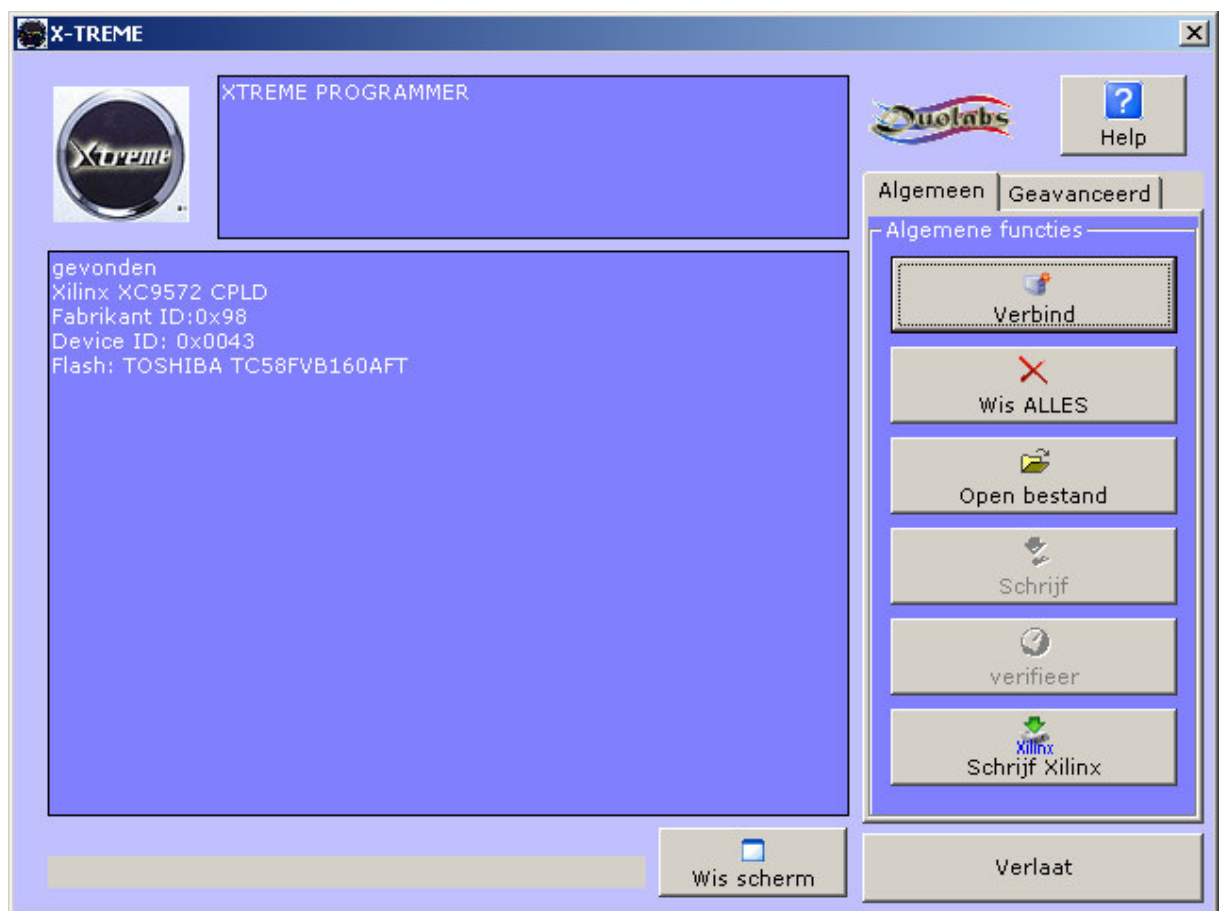 X-TREME
Xtreme
XTREME PROGRAMMER
Duolabs
Help
Algemeen
Geavanceerd
Algemene functies
gevonden
Xilinx XC9572 CPLD
Fabrikant ID:0x98
Device ID: 0x0043
Flash: TOSHIBA TC58FVB160AFT
Verbind
Wis ALLES
Open bestand
Schrijf
verifieer
Xilinx
Schrijf Xilinx
Wis scherm
Verlaat